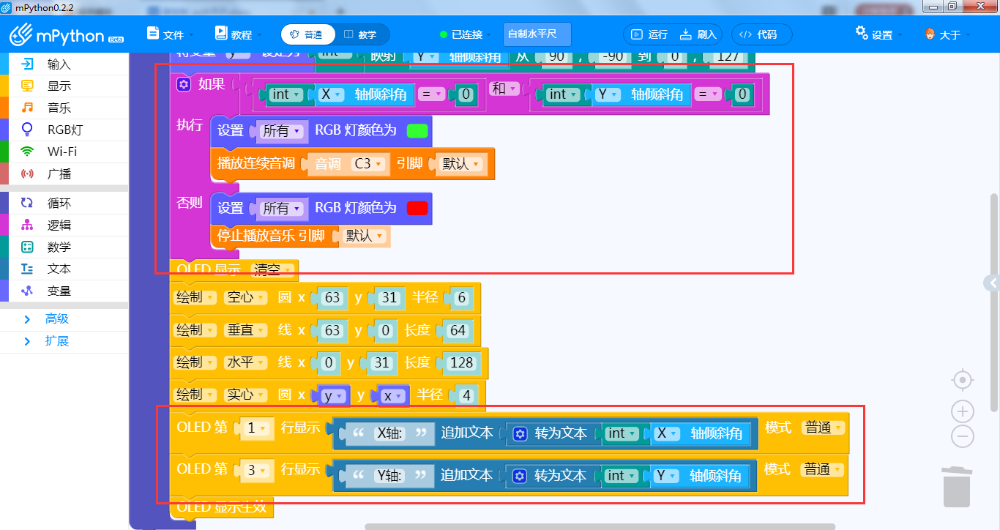 mPython0.2.2
mPython Beta 文件 教程 普通 教学 已连接 自制水平尺 运行 刷入 </> 代码 设置 大于
输入
显示
音乐
RGB灯
Wi-Fi
广播
循环
逻辑
数学
文本
变量
高级
扩展
将变量 y 设定为 int 映射 Y 轴倾斜角 从 90 , -90 到 0 , 127
如果 int X 轴倾斜角 = 0 和 int Y 轴倾斜角 = 0
执行 设置 所有 RGB 灯颜色为
播放连续音调 音调 C3 引脚 默认
否则 设置 所有 RGB 灯颜色为
停止播放音乐 引脚 默认
OLED 显示 清空
绘制 空心 圆 x 63 y 31 半径 6
绘制 垂直 线 x 63 y 0 长度 64
绘制 水平 线 x 0 y 31 长度 128
绘制 实心 圆 x y y x 半径 4
OLED 第 1 行显示 “ X轴: ” 追加文本 转为文本 int X 轴倾斜角 模式 普通
OLED 第 3 行显示 “ Y轴: ” 追加文本 转为文本 int Y 轴倾斜角 模式 普通
OLED 显示生效